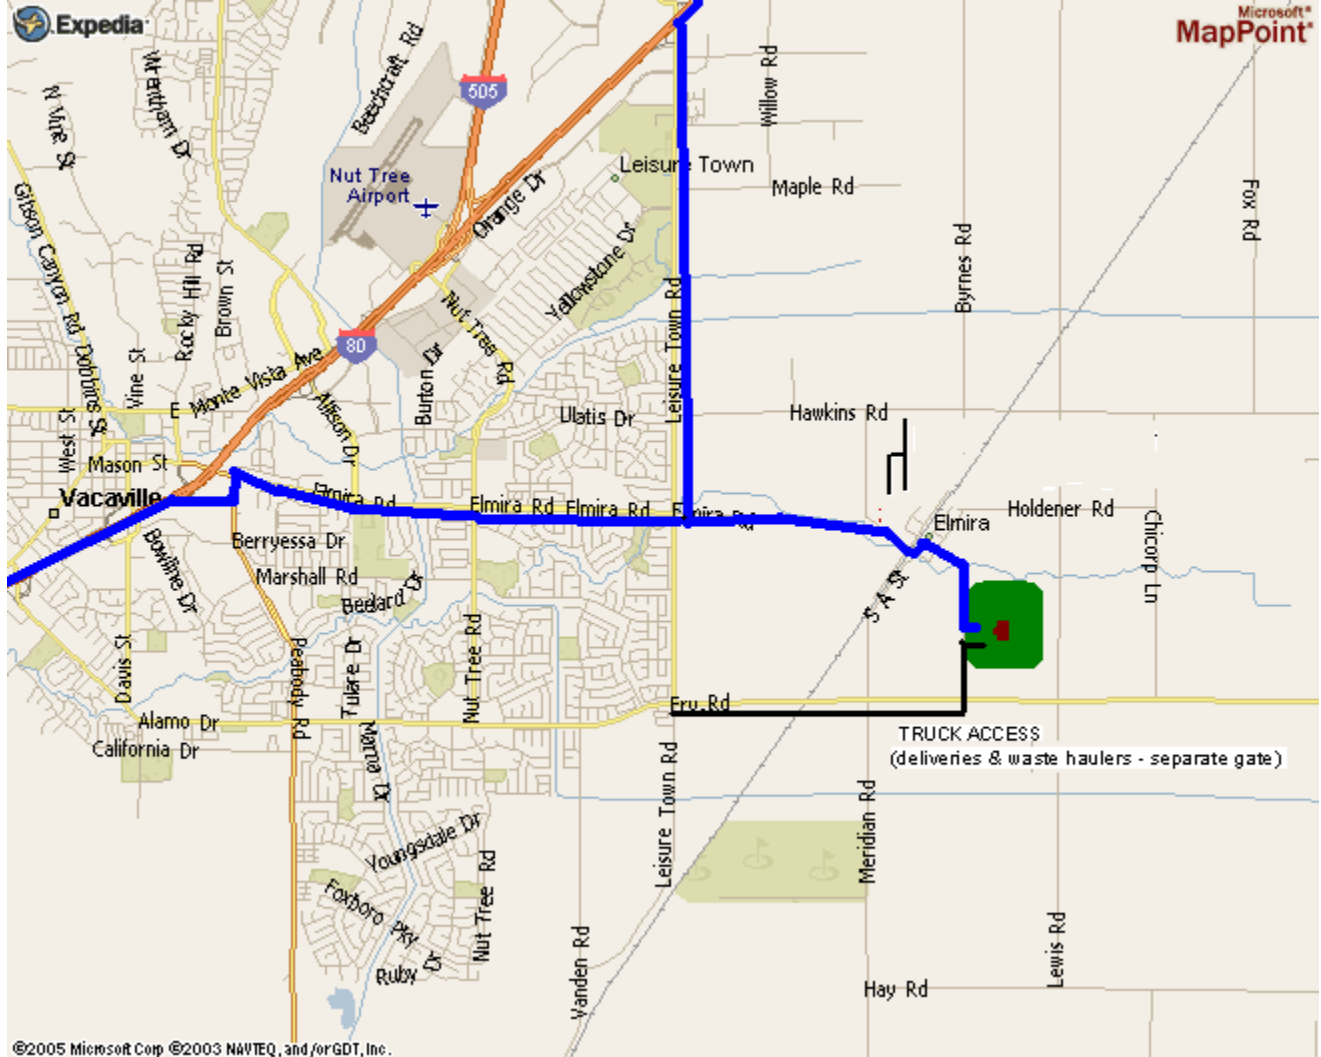 Expedia
Microsoft®
MapPoint®
505
Beechcraft Rd
Wrentham Dr
N Vine St
Willow Rd
Leisure Town
Nut Tree
Airport
Orange Dr
Maple Rd
Fox Rd
Gibson Canyon Rd
Rocky Hill Rd
Brown St
Yellowstone Dr
Byrnes Rd
Leisure Town Rd
Nut Tree Rd
80
E Monte Vista Ave
Vine St
Dobbins St
Burton Dr
Allison Dr
Ulatis Dr
Hawkins Rd
West St
Mason St
Vacaville
Elmira Rd
Elmira Rd
Elmira Rd
Elmira Rd
Elmira
Holdener Rd
Chicorp Ln
Berryessa Dr
Bowline Dr
Marshall Rd
Beelard Dr
S A St
Davis St
Peabody Rd
Tulare Dr
Nut Tree Rd
Fry Rd
Alamo Dr
California Dr
TRUCK ACCESS
(deliveries & waste haulers - separate gate)
Leisure Town Rd
Meridian Rd
Youngsdale Dr
Foxboro Pky
Nut Tree Rd
Ruby Dr
Vanden Rd
Lewis Rd
Hay Rd
©2005 Microsoft Corp ©2003 NAVTEQ, and/or GDT, Inc.